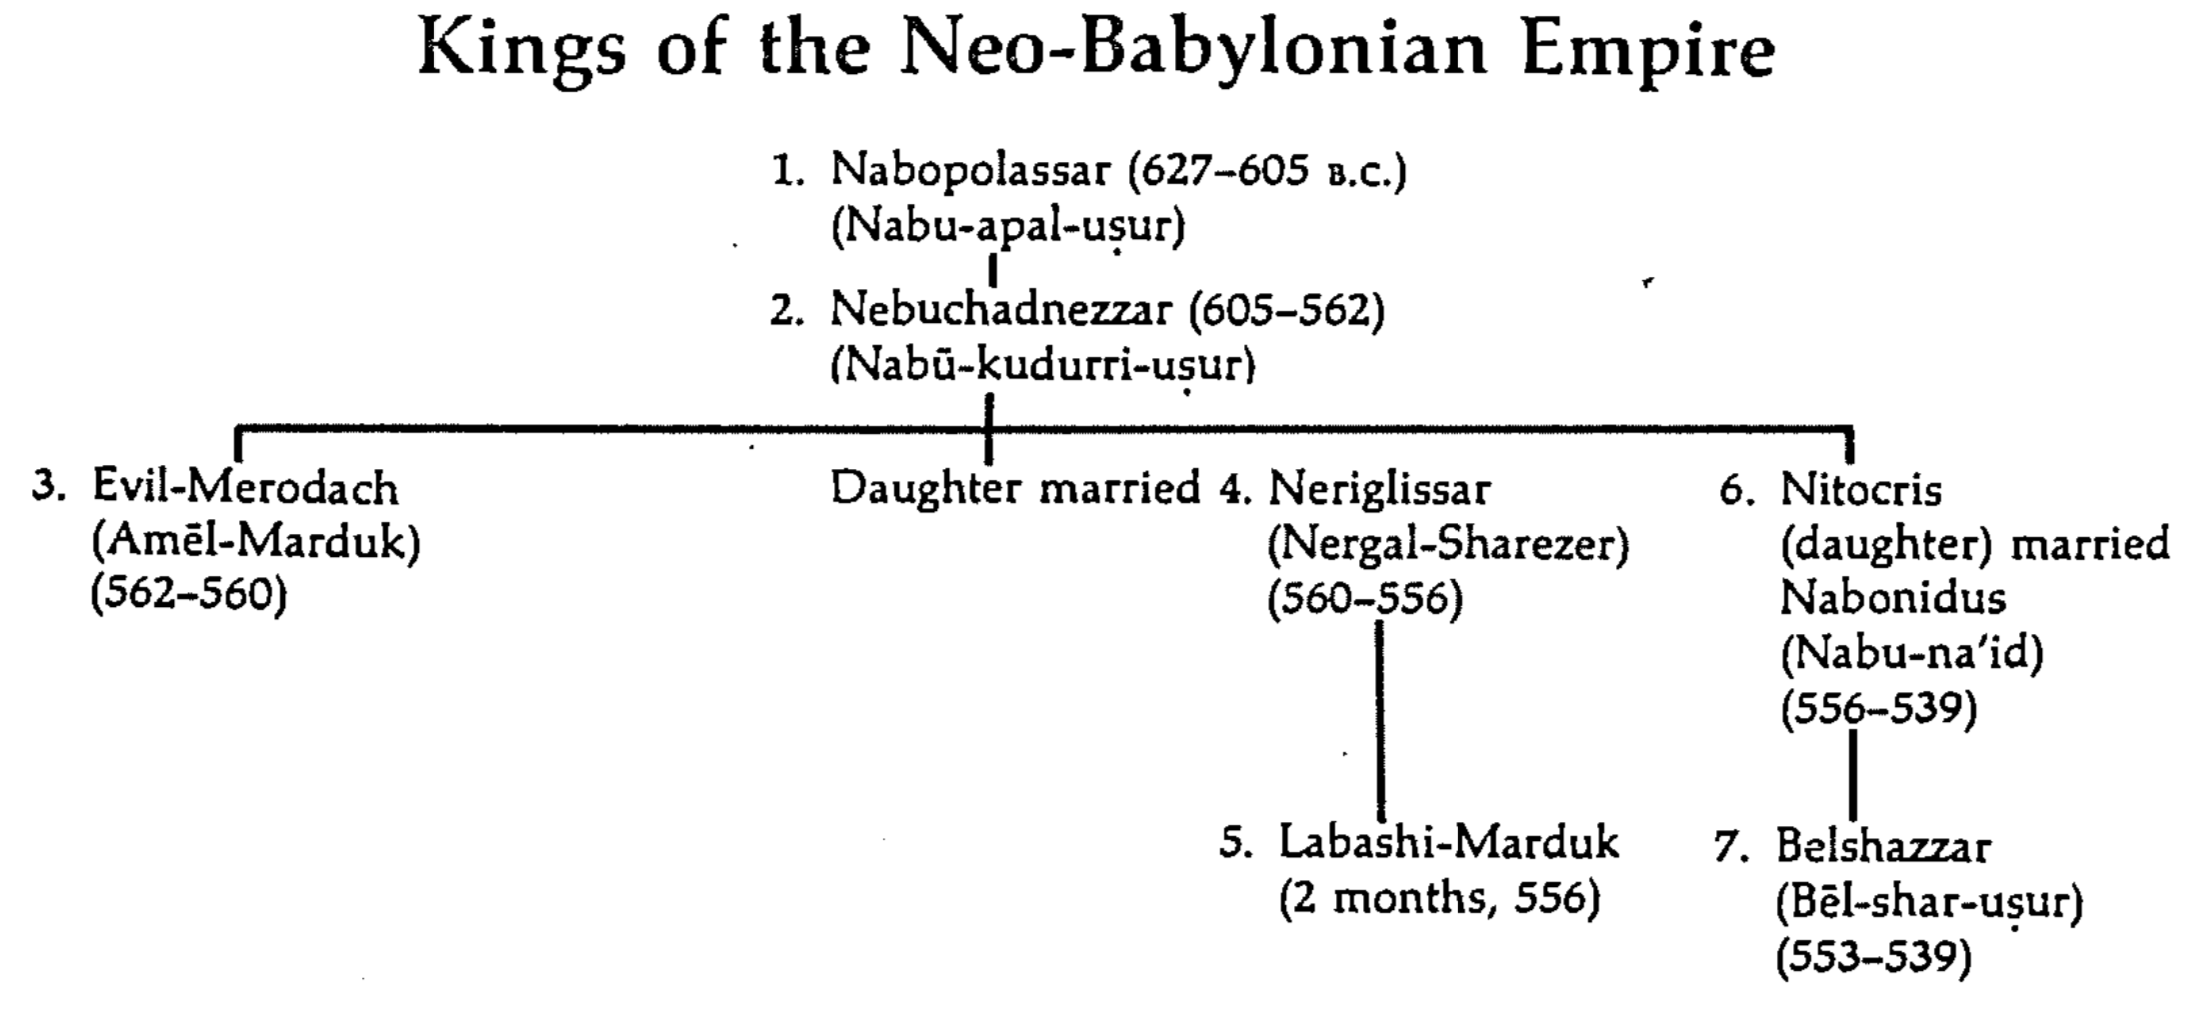 Kings of the Neo-Babylonian Empire
1. Nabopolassar (627–605 B.C.)
(Nabu-apal-uṣur)
2. Nebuchadnezzar (605–562)
(Nabū-kudurri-uṣur)
3. Evil-Merodach
(Amēl-Marduk)
(562–560)
Daughter married 4. Neriglissar
(Nergal-Sharezer)
(560–556)
6. Nitocris
(daughter) married
Nabonidus
(Nabu-na'id)
(556–539)
5. Labashi-Marduk
(2 months, 556)
7. Belshazzar
(Bēl-shar-uṣur)
(553–539)